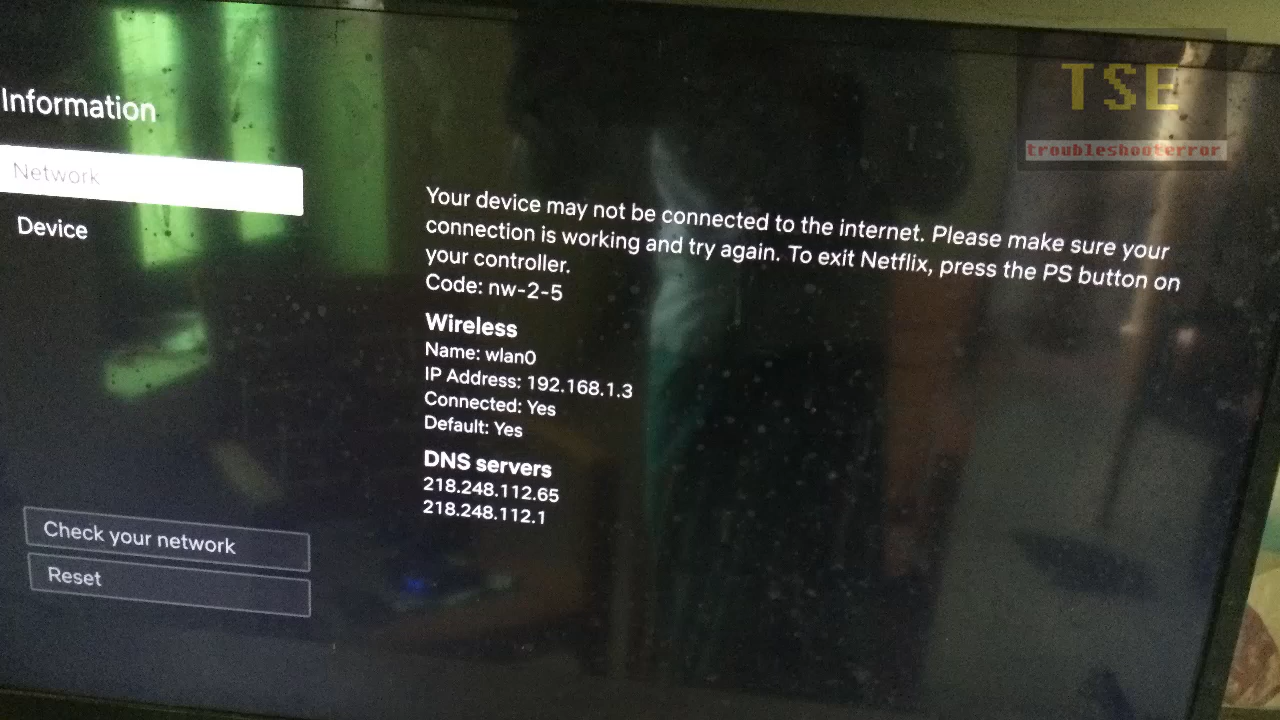 TSE
troubleshooterror
Information
Network
Device
Your device may not be connected to the internet. Please make sure your
connection is working and try again. To exit Netflix, press the PS button on
your controller.
Code: nw-2-5
Wireless
Name: wlan0
IP Address: 192.168.1.3
Connected: Yes
Default: Yes
DNS servers
218.248.112.65
218.248.112.1
Check your network
Reset